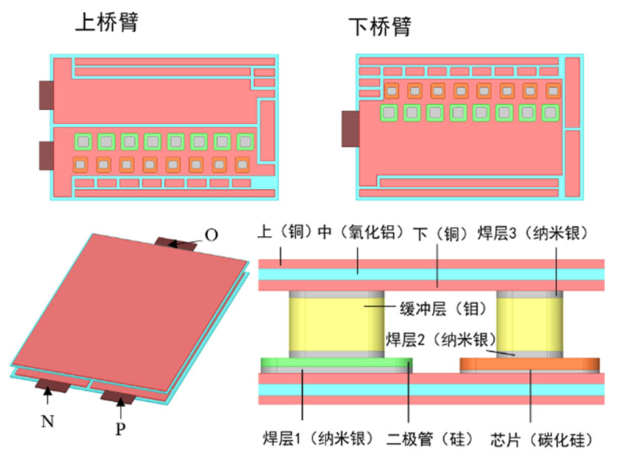 上桥臂
下桥臂
O
N
P
上（铜）
中（氧化铝）
下（铜）
焊层3（纳米银）
缓冲层（钼）
焊层2（纳米银）
焊层1（纳米银）
二极管（硅）
芯片（碳化硅）